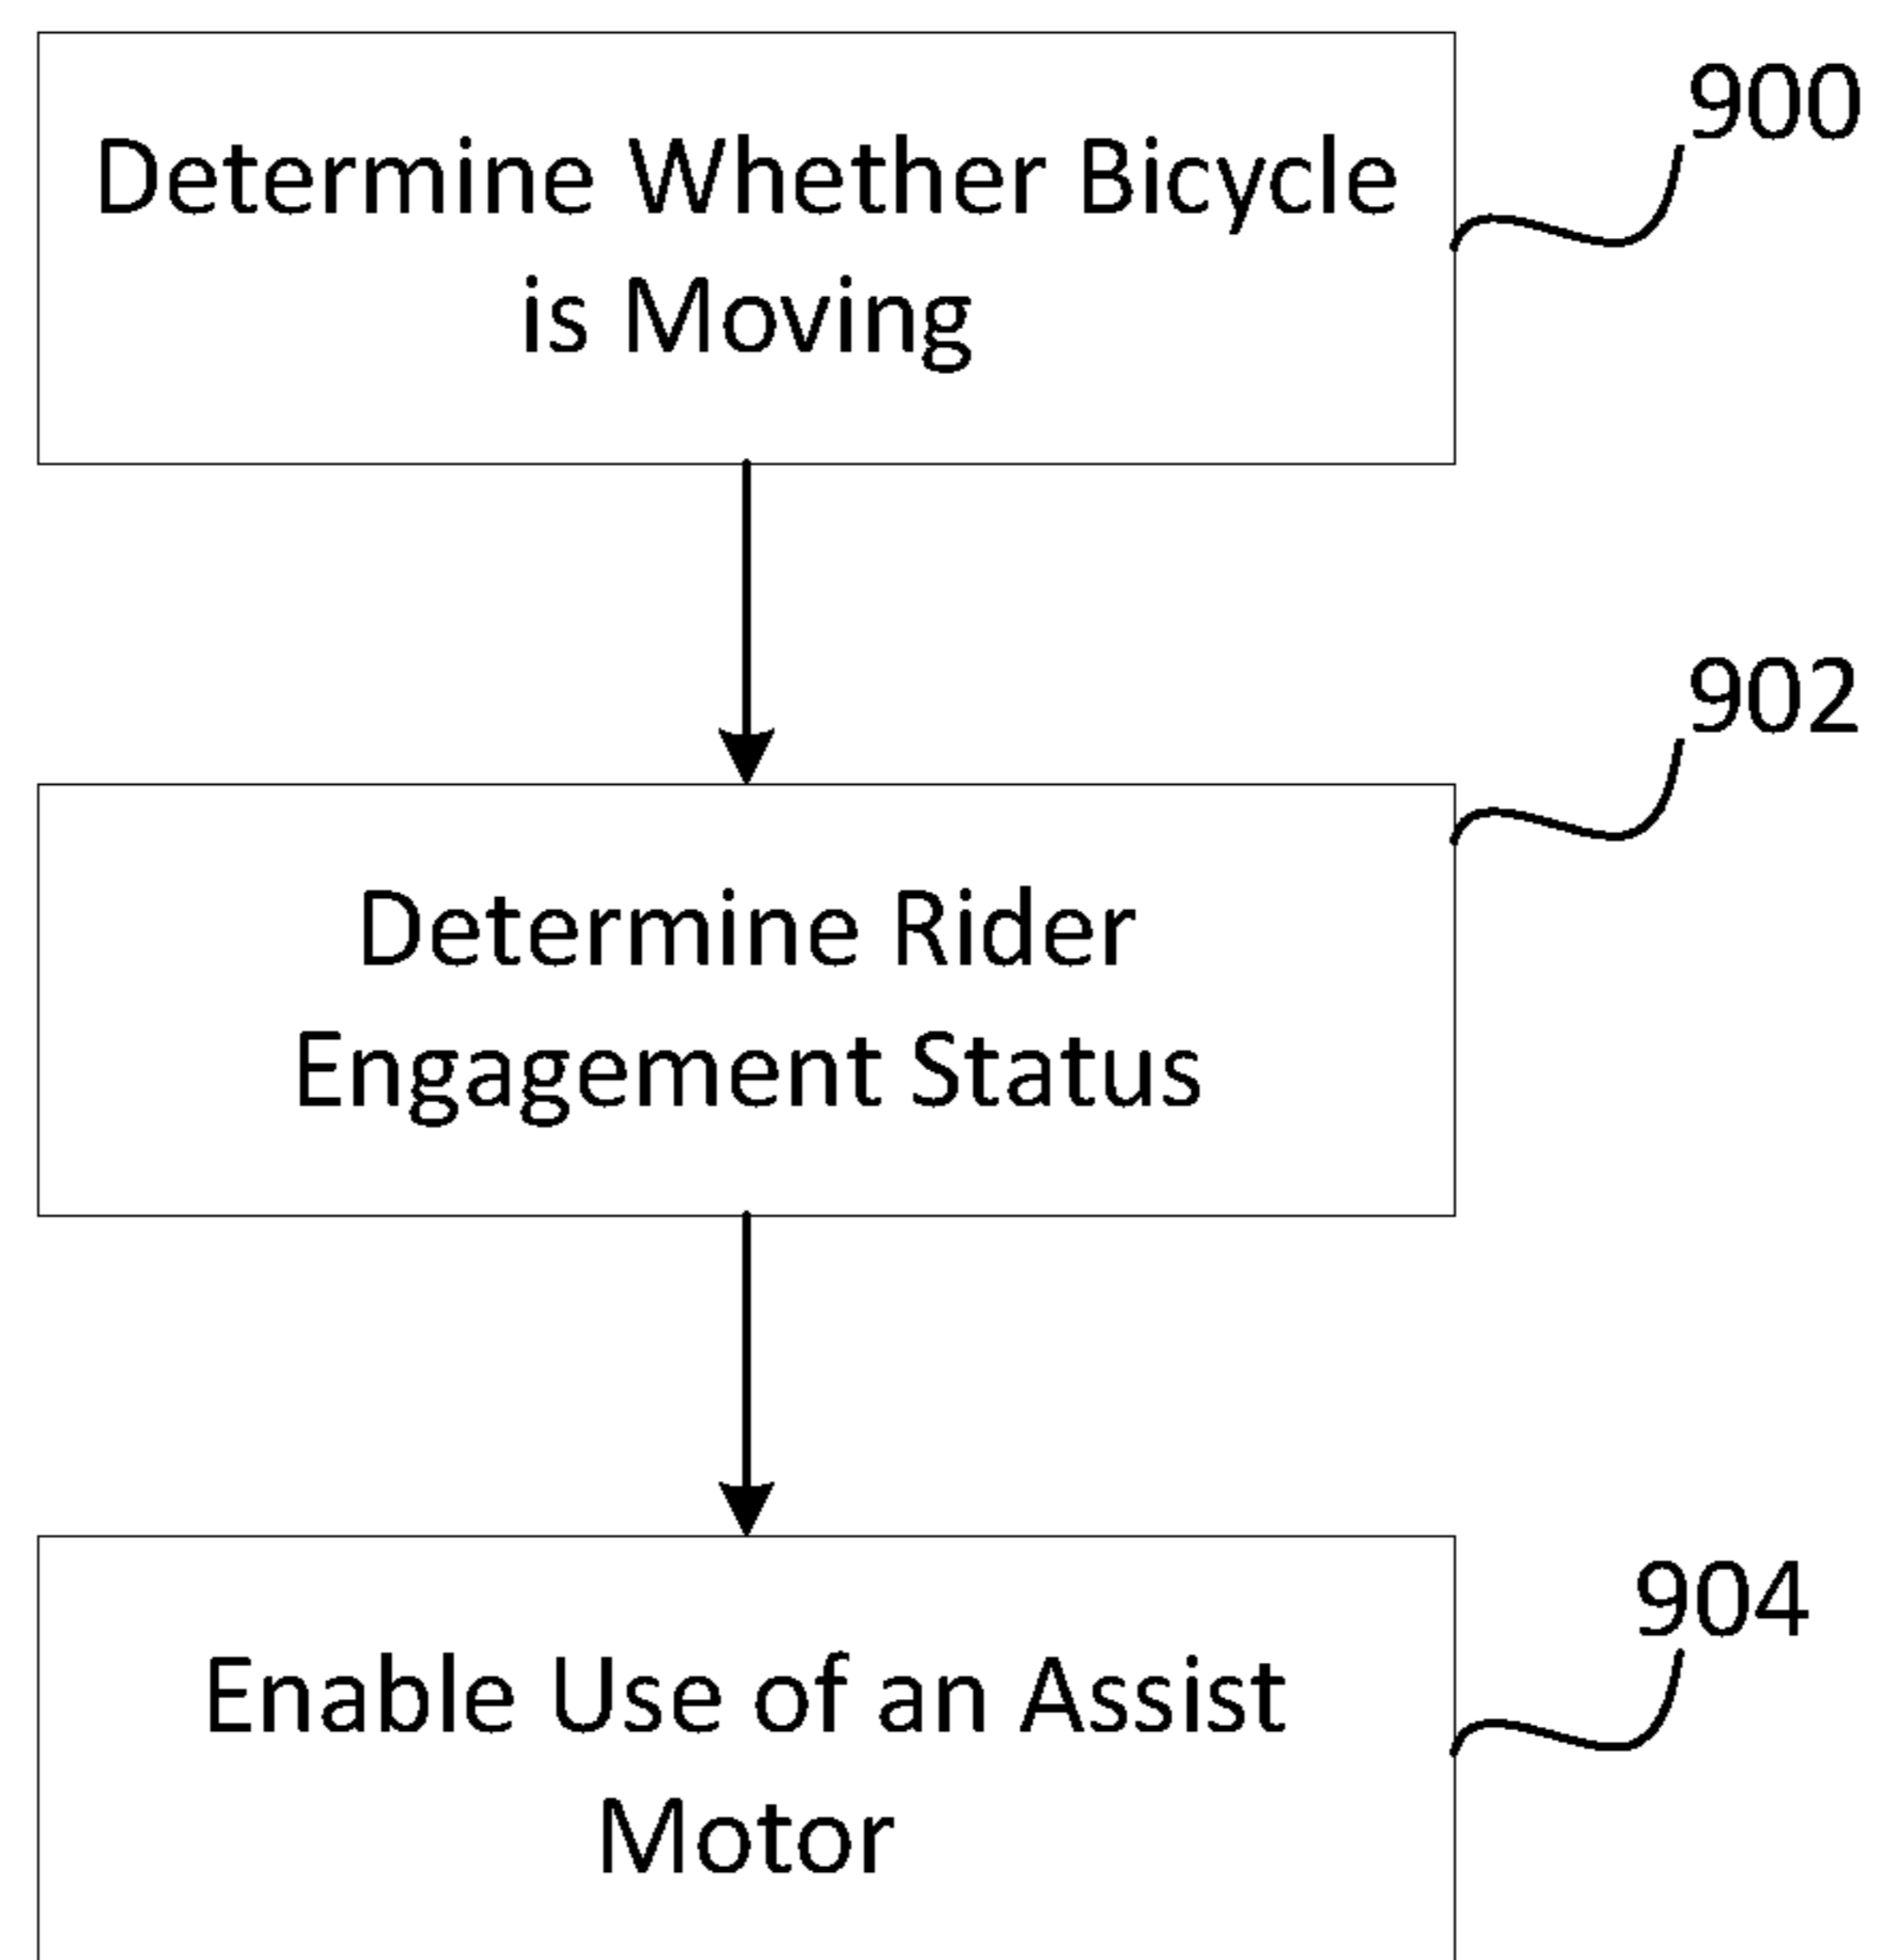 Determine Whether Bicycle
is Moving
900
Determine Rider
Engagement Status
902
Enable Use of an Assist
Motor
904